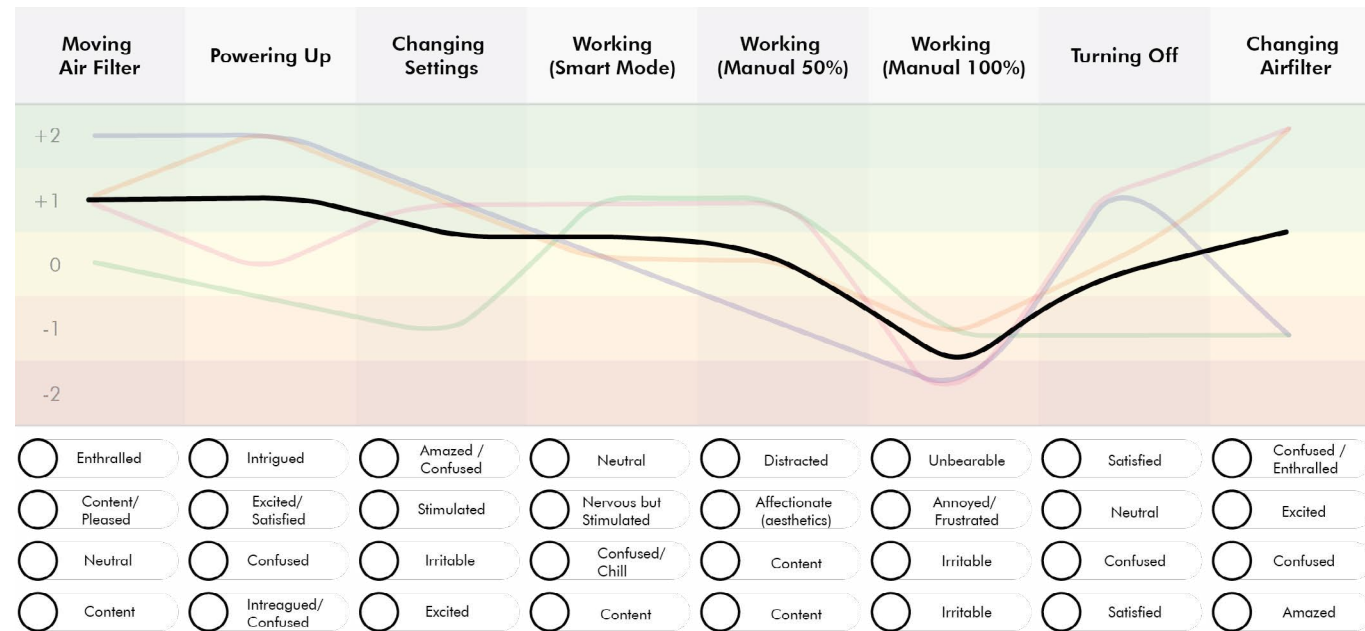 Moving
Air Filter
Powering Up
Changing
Settings
Working
(Smart Mode)
Working
(Manual 50%)
Working
(Manual 100%)
Turning Off
Changing
Airfilter
+2
+1
0
-1
-2
Enthralled
Intrigued
Amazed /
Confused
Neutral
Distracted
Unbearable
Satisfied
Confused /
Enthralled
Content/
Pleased
Excited/
Satisfied
Stimulated
Nervous but
Stimulated
Affectionate
(aesthetics)
Annoyed/
Frustrated
Neutral
Excited
Neutral
Confused
Irritable
Confused/
Chill
Content
Irritable
Confused
Confused
Content
Intreagued/
Confused
Excited
Content
Content
Irritable
Satisfied
Amazed